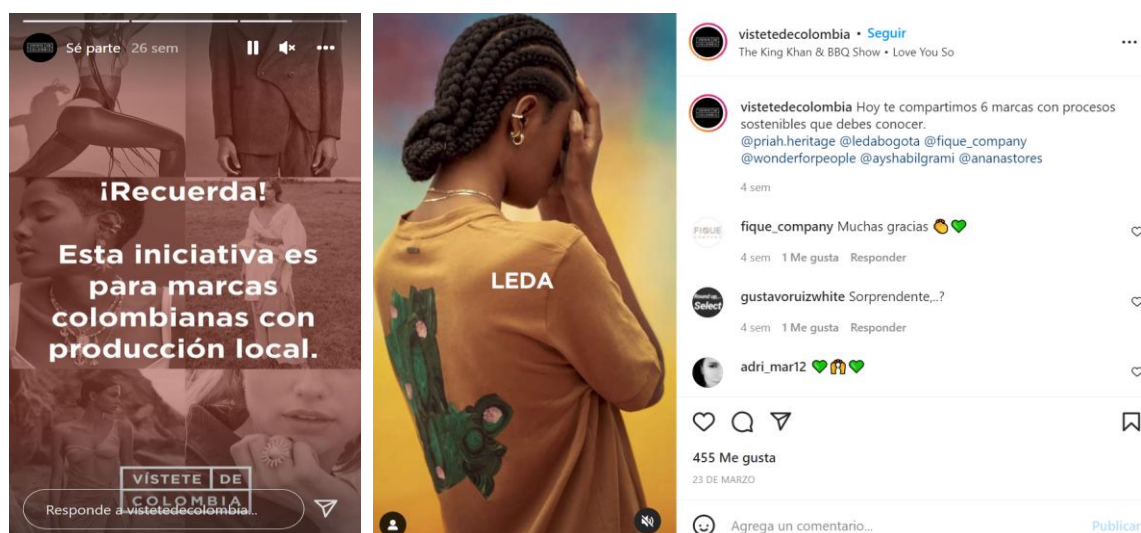 Sé parte 26 sem
¡Recuerda!
Esta iniciativa es
para marcas
colombianas con
producción local.
VÍSTETE DE
COLOMBIA
Responde a vistetedecolombia...
LEDA
vistetedecolombia • Seguir
The King Khan & BBQ Show • Love You So
vistetedecolombia Hoy te compartimos 6 marcas con procesos
sostenibles que debes conocer.
@priah.heritage @ledabogota @fique_company
@wonderforpeople @ayshabilgrami @ananastores
4 sem
FIQUE
fique_company Muchas gracias 👏💚
4 sem 1 Me gusta Responder
Round up...
Select
gustavoruizwhite Sorprendente,..?
4 sem 1 Me gusta Responder
adri_mar12 💚🙌💚
455 Me gusta
23 DE MARZO
Agrega un comentario...
Publicar